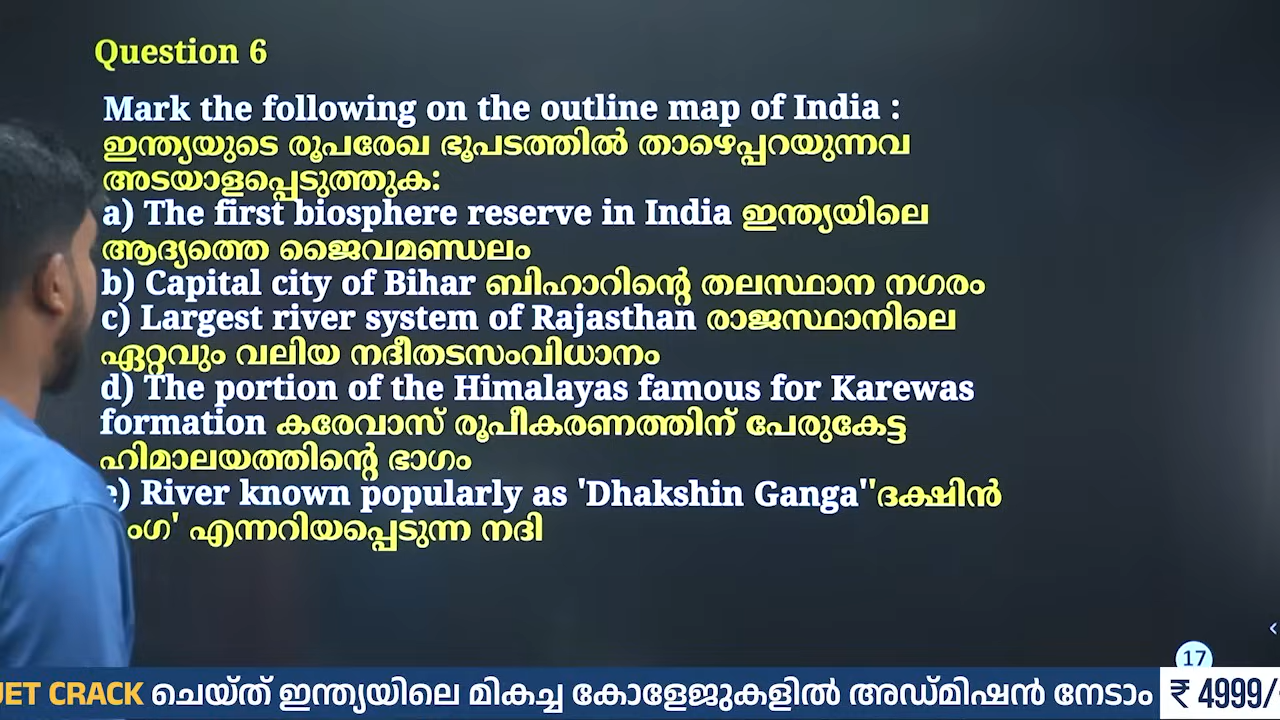 Question 6
Mark the following on the outline map of India :
ഇന്ത്യയുടെ രൂപരേഖ ഭൂപടത്തിൽ താഴെപ്പറയുന്നവ
അടയാളപ്പെടുത്തുക:
a) The first biosphere reserve in India ഇന്ത്യയിലെ
ആദ്യത്തെ ജൈവമണ്ഡലം
b) Capital city of Bihar ബിഹാറിന്റെ തലസ്ഥാന നഗരം
c) Largest river system of Rajasthan രാജസ്ഥാനിലെ
ഏറ്റവും വലിയ നദീതടസംവിധാനം
d) The portion of the Himalayas famous for Karewas
formation കരേവാസ് രൂപീകരണത്തിന് പേരുകേട്ട
ഹിമാലയത്തിന്റെ ഭാഗം
e) River known popularly as 'Dhakshin Ganga''ദക്ഷിൻ
ംഗ' എന്നറിയപ്പെടുന്ന നദി
17
UET CRACK ചെയ്ത് ഇന്ത്യയിലെ മികച്ച കോളേജുകളിൽ അഡ്മിഷൻ നേടാം ₹ 4999/-